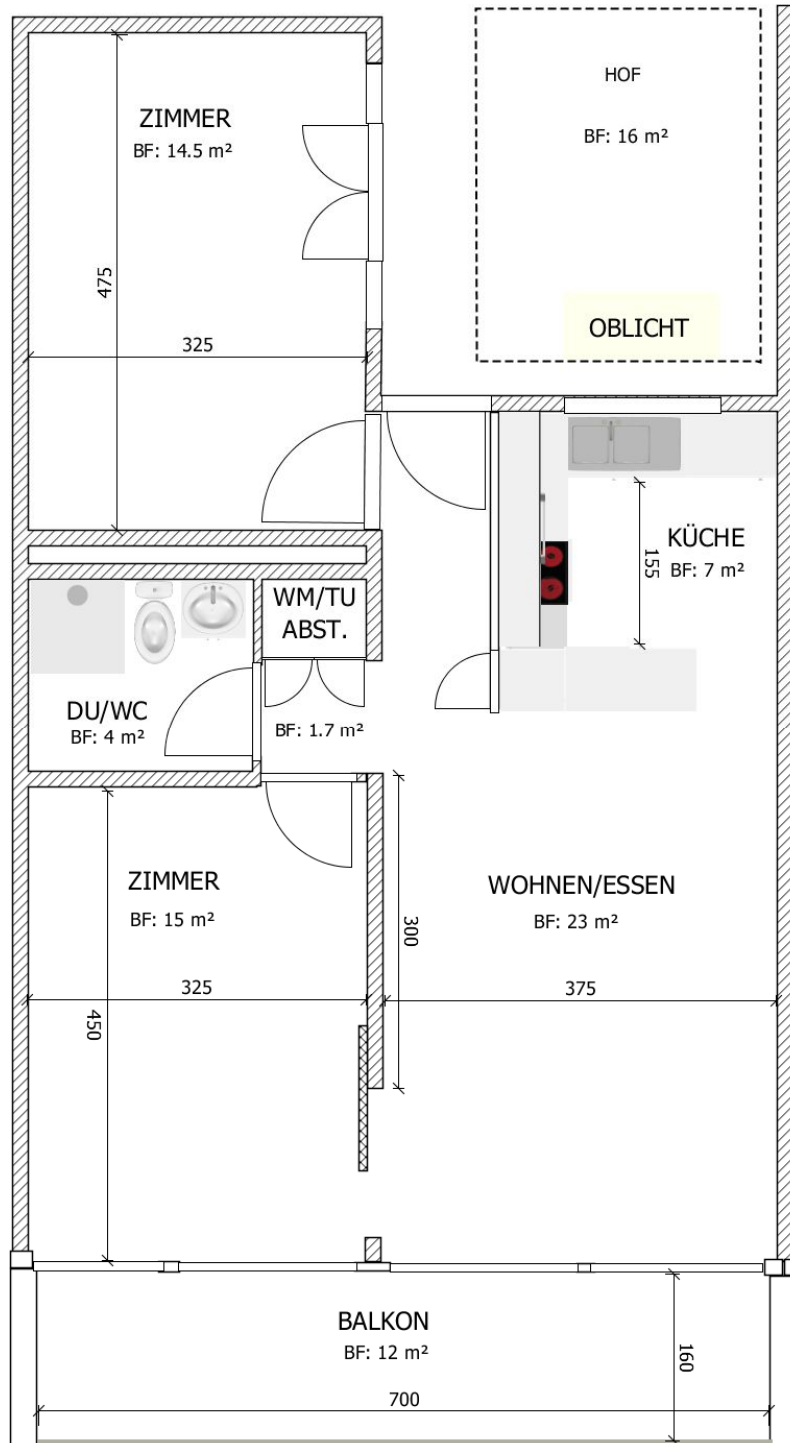 HOF
ZIMMER
BF: 14.5 m²
BF: 16 m²
475
OBLICHT
325
KÜCHE
BF: 7 m²
155
WM/TU
ABST.
DU/WC
BF: 4 m²
BF: 1.7 m²
ZIMMER
BF: 15 m²
WOHNEN/ESSEN
BF: 23 m²
300
325
375
450
BALKON
BF: 12 m²
160
700